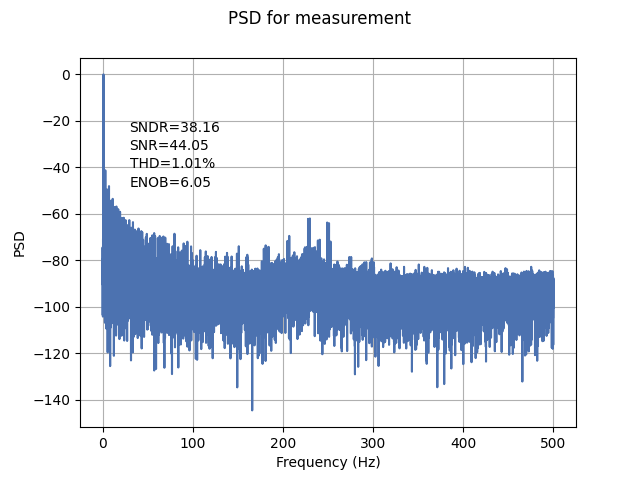 PSD for measurement
0
−20
−40
−60
−80
−100
−120
−140
PSD
SNDR=38.16
SNR=44.05
THD=1.01%
ENOB=6.05
0 100 200 300 400 500
Frequency (Hz)